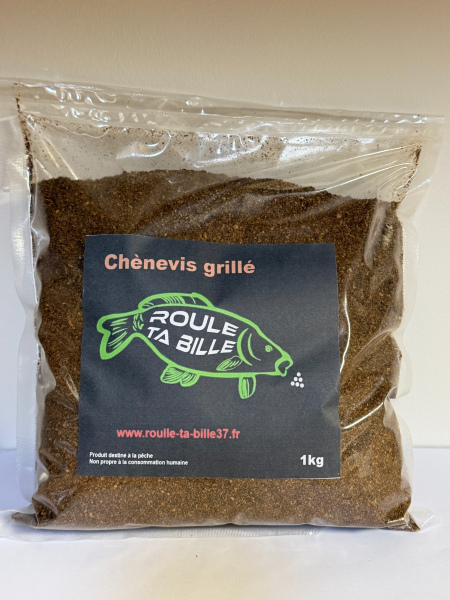 Chènevis grillé
ROULE
TA BILLE
www.roulle-ta-bille37.fr
Produit destine à la pêche
Non propre à la consommation humaine
1kg